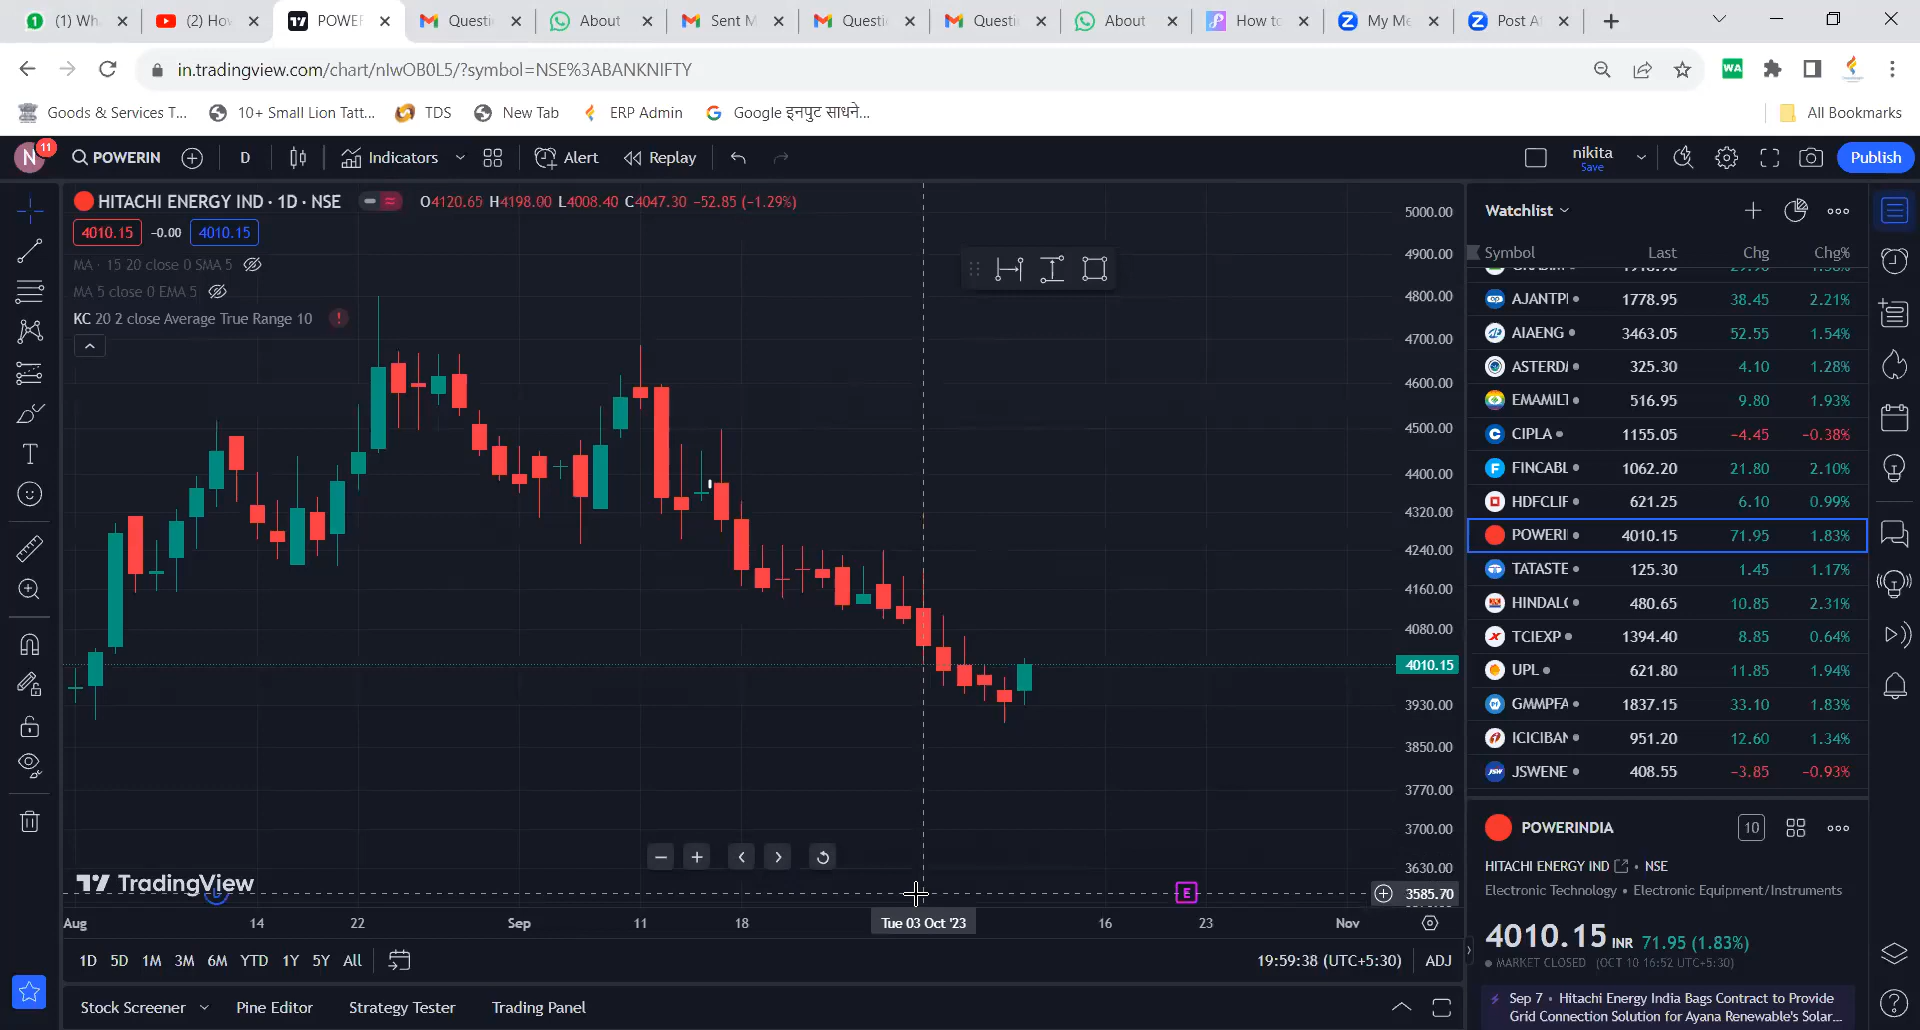 (1) Wh
(2) Ho
POWER
Questi
About
Sent M
Questi
Questi
About
How to
My Me
Post A
in.tradingview.com/chart/nIwOB0L5/?symbol=NSE%3ABANKNIFTY
WA
Goods & Services T...
10+ Small Lion Tatt...
TDS
New Tab
ERP Admin
Google इनपुट साधने...
All Bookmarks
N 11
POWERIN
D
Indicators
Alert
Replay
nikita
Save
Publish
HITACHI ENERGY IND · 1D · NSE
O4120.65 H4198.00 L4008.40 C4047.30 −52.85 (−1.29%)
4010.15 -0.00 4010.15
MA · 15 20 close 0 SMA 5
MA 5 close 0 EMA 5
KC 20 2 close Average True Range 10
5000.00
4900.00
4800.00
4700.00
4600.00
4500.00
4400.00
4320.00
4240.00
4160.00
4080.00
4010.15
3930.00
3850.00
3770.00
3700.00
3630.00
3585.70
TradingView
E
Aug 14 22 Sep 11 18 Tue 03 Oct '23 16 23 Nov
1D 5D 1M 3M 6M YTD 1Y 5Y All
19:59:38 (UTC+5:30) ADJ
Stock Screener Pine Editor Strategy Tester Trading Panel
Watchlist
Symbol Last Chg Chg%
AJANTPI 1778.95 38.45 2.21%
AIAENG 3463.05 52.55 1.54%
ASTERD 325.30 4.10 1.28%
EMAMILT 516.95 9.80 1.93%
CIPLA 1155.05 −4.45 −0.38%
FINCABL 1062.20 21.80 2.10%
HDFCLIF 621.25 6.10 0.99%
POWERI 4010.15 71.95 1.83%
TATASTE 125.30 1.45 1.17%
HINDAL 480.65 10.85 2.31%
TCIEXP 1394.40 8.85 0.64%
UPL 621.80 11.85 1.94%
GMMPFA 1837.15 33.10 1.83%
ICICIBAN 951.20 12.60 1.34%
JSWENE 408.55 −3.85 −0.93%
POWERINDIA
10
HITACHI ENERGY IND • NSE
Electronic Technology • Electronic Equipment/Instruments
4010.15 INR 71.95 (1.83%)
MARKET CLOSED (OCT 10 16:52 UTC+5:30)
Sep 7 • Hitachi Energy India Bags Contract to Provide
Grid Connection Solution for Ayana Renewable's Solar...